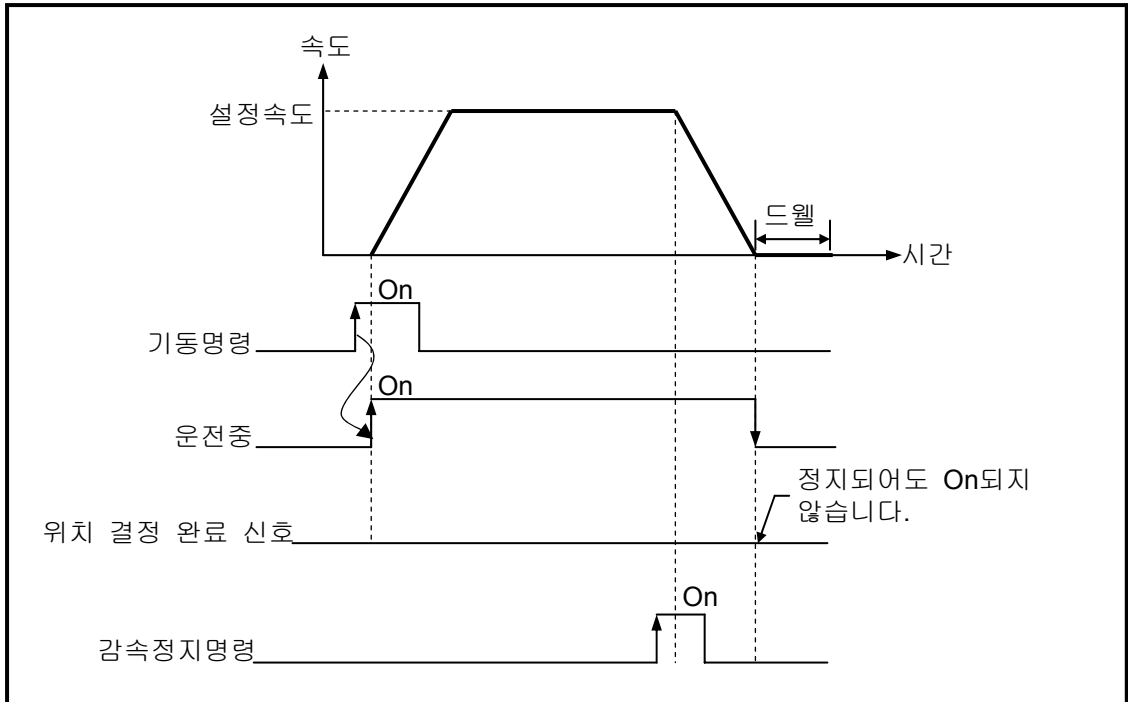 속도
설정속도
드웰
시간
On
기동명령
On
운전중
정지되어도 On되지
않습니다.
위치 결정 완료 신호
On
감속정지명령